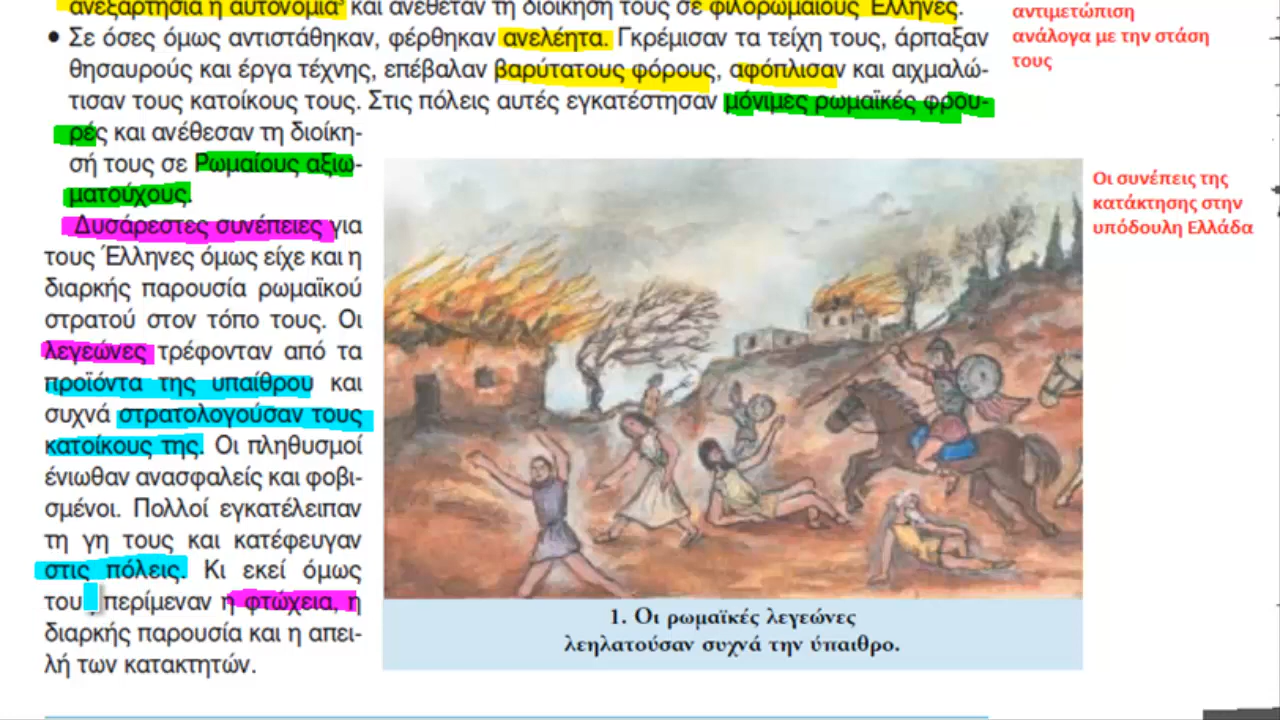 ανεξαρτησία ή αυτονομία³ και ανέθεταν τη διοίκησή τους σε φιλορωμαίους Έλληνες.
• Σε όσες όμως αντιστάθηκαν, φέρθηκαν ανελέητα. Γκρέμισαν τα τείχη τους, άρπαξαν
θησαυρούς και έργα τέχνης, επέβαλαν βαρύτατους φόρους, αφόπλισαν και αιχμαλώ-
τισαν τους κατοίκους τους. Στις πόλεις αυτές εγκατέστησαν μόνιμες ρωμαϊκές φρου-
ρές και ανέθεσαν τη διοίκη-
σή τους σε Ρωμαίους αξιω-
ματούχους.
Δυσάρεστες συνέπειες για
τους Έλληνες όμως είχε και η
διαρκής παρουσία ρωμαϊκού
στρατού στον τόπο τους. Οι
λεγεώνες τρέφονταν από τα
προϊόντα της υπαίθρου και
συχνά στρατολογούσαν τους
κατοίκους της. Οι πληθυσμοί
ένιωθαν ανασφαλείς και φοβι-
σμένοι. Πολλοί εγκατέλειπαν
τη γη τους και κατέφευγαν
στις πόλεις. Κι εκεί όμως
τους περίμεναν η φτώχεια, η
διαρκής παρουσία και η απει-
λή των κατακτητών.
1. Οι ρωμαϊκές λεγεώνες
λεηλατούσαν συχνά την ύπαιθρο.
αντιμετώπιση
ανάλογα με την στάση
τους
Οι συνέπεις της
κατάκτησης στην
υπόδουλη Ελλάδα